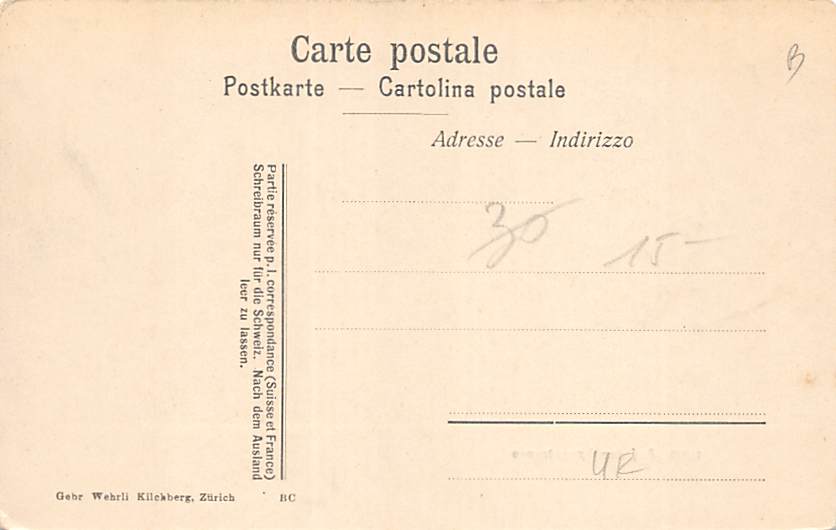 Carte postale
Postkarte — Cartolina postale
Adresse — Indirizzo
Partie réservée p. l. correspondance (Suisse et France)
Schreibraum nur für die Schweiz. Nach dem Ausland
leer zu lassen.
B
30
15-
UR
Gebr Wehrli Kilchberg, Zürich BC